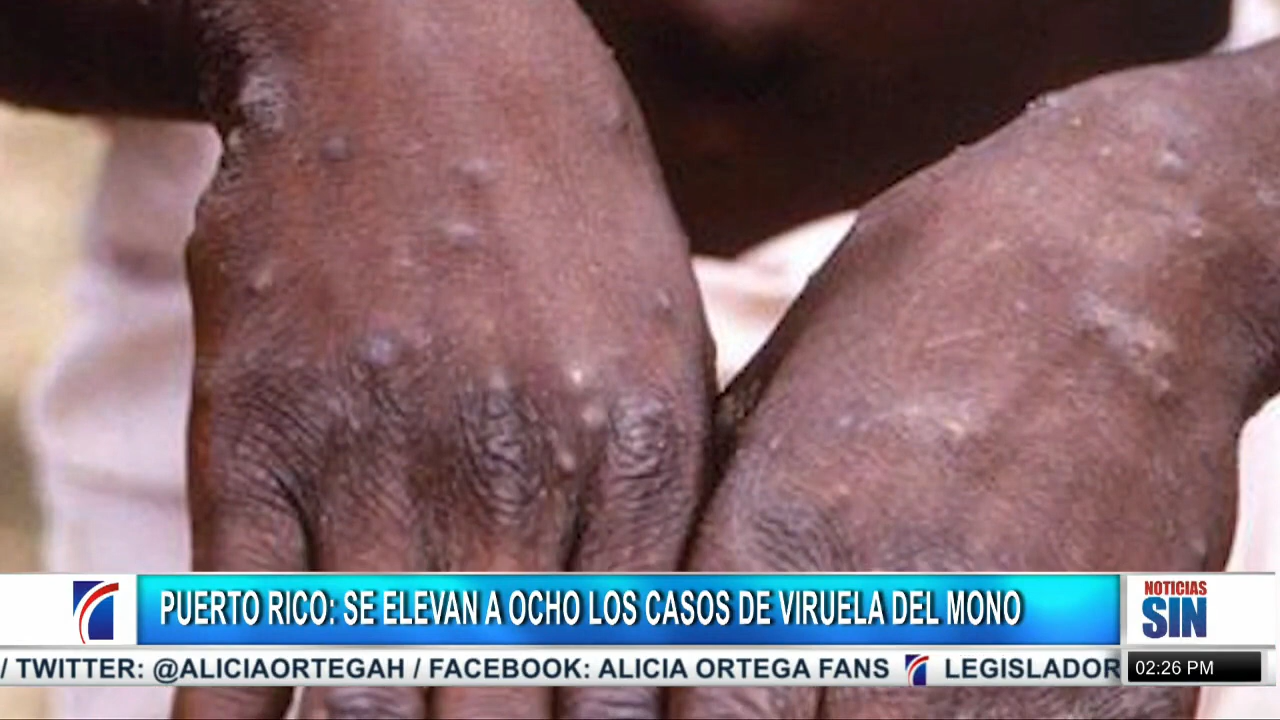 PUERTO RICO: SE ELEVAN A OCHO LOS CASOS DE VIRUELA DEL MONO
NOTICIAS
SIN
/ TWITTER: @ALICIAORTEGAH / FACEBOOK: ALICIA ORTEGA FANS LEGISLADOR
02:26 PM